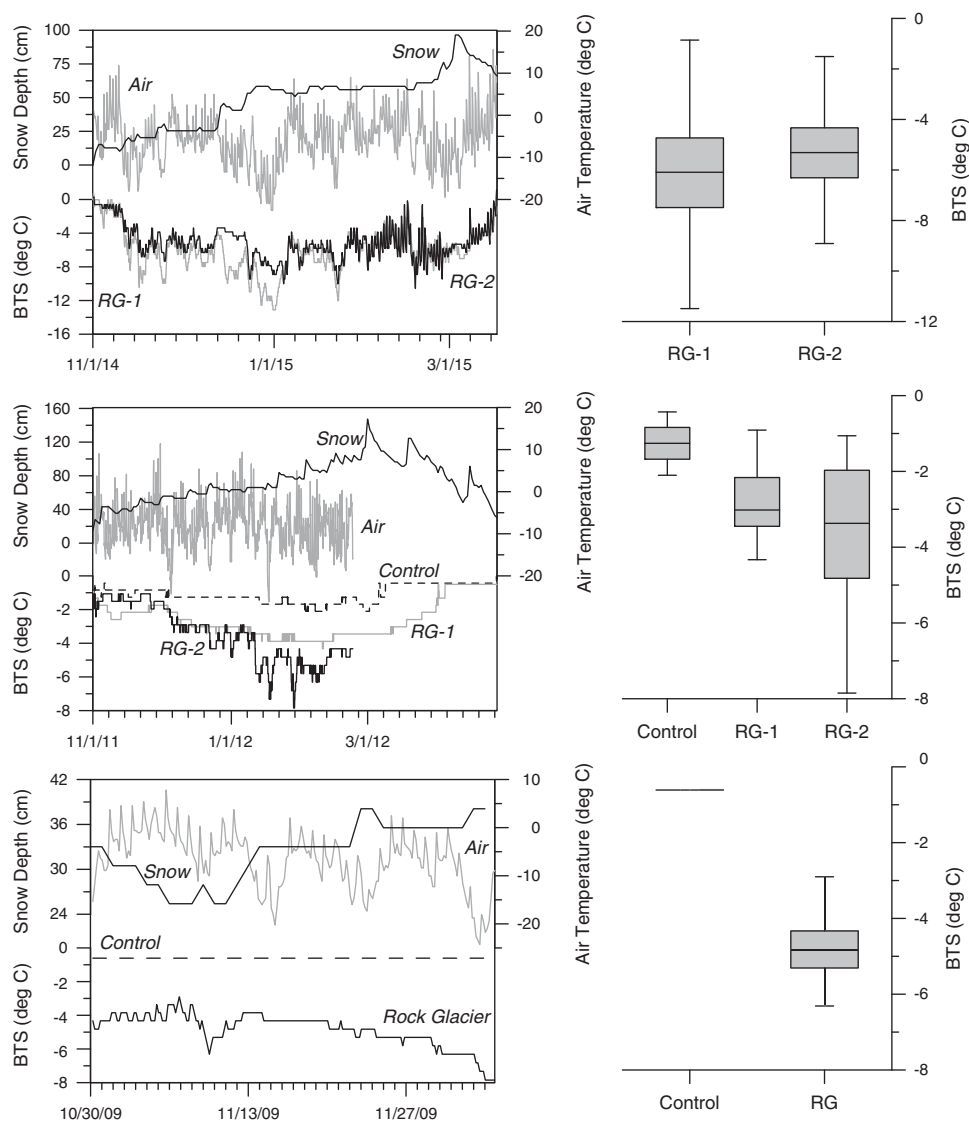 Snow Depth (cm)
100
75
50
25
0
Air
Snow
20
10
0
-10
-20
Air Temperature (deg C)
BTS (deg C)
0
-4
-8
-12
-16
RG-1
RG-2
11/1/14
1/1/15
3/1/15
0
-4
-8
-12
BTS (deg C)
RG-1
RG-2
Snow Depth (cm)
160
120
80
40
0
Snow
Air
20
10
0
-10
-20
Air Temperature (deg C)
BTS (deg C)
0
-2
-4
-6
-8
Control
RG-1
RG-2
11/1/11
1/1/12
3/1/12
0
-2
-4
-6
-8
BTS (deg C)
Control
RG-1
RG-2
Snow Depth (cm)
42
36
30
24
0
Snow
Air
10
0
-10
-20
Air Temperature (deg C)
BTS (deg C)
-2
-4
-6
-8
Control
Rock Glacier
10/30/09
11/13/09
11/27/09
0
-2
-4
-6
-8
BTS (deg C)
Control
RG